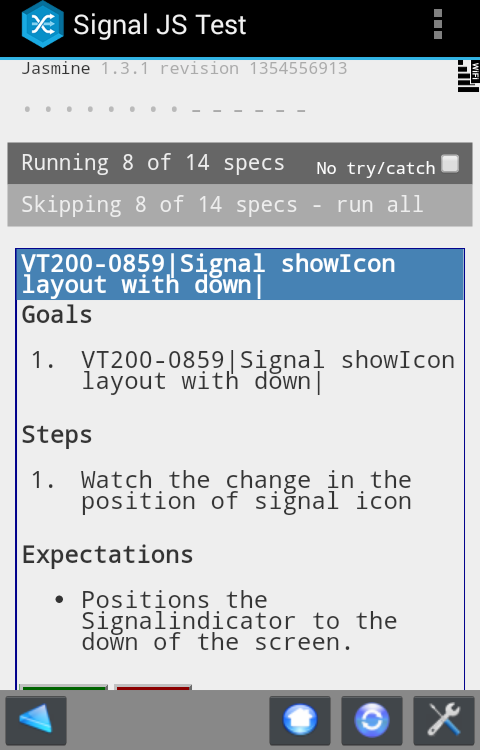 Signal JS Test
Jasmine 1.3.1 revision 1354556913
WiFi
Running 8 of 14 specs No try/catch
Skipping 8 of 14 specs - run all
VT200-0859|Signal showIcon
layout with down|
Goals
1. VT200-0859|Signal showIcon
layout with down|
Steps
1. Watch the change in the
position of signal icon
Expectations
• Positions the
Signalindicator to the
down of the screen.